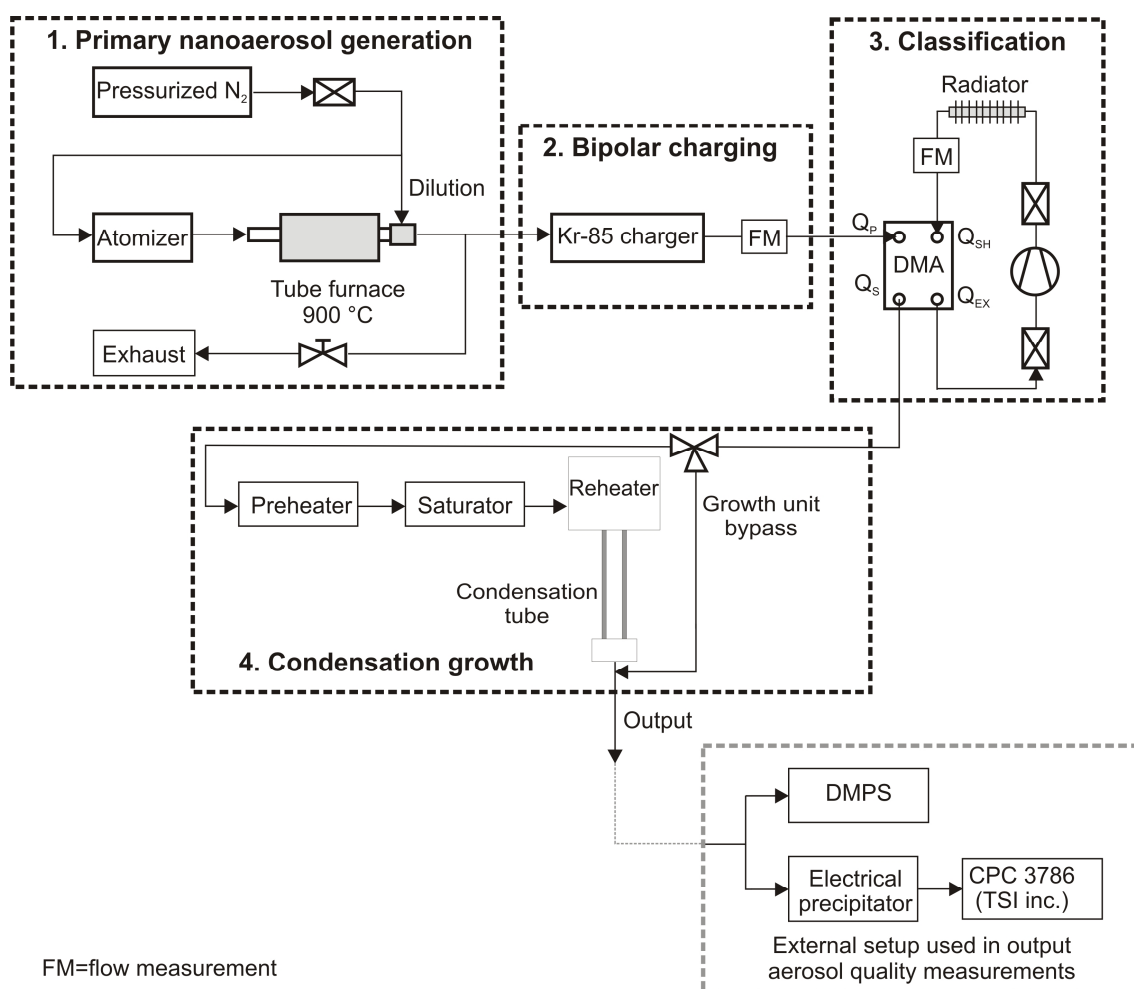 1. Primary nanoaerosol generation
Pressurized N2
Dilution
Atomizer
Tube furnace
900 °C
Exhaust
2. Bipolar charging
Kr-85 charger
FM
3. Classification
Radiator
FM
QP
QSH
DMA
QS
QEX
Preheater
Saturator
Reheater
Growth unit
bypass
Condensation
tube
4. Condensation growth
Output
DMPS
Electrical
precipitator
CPC 3786
(TSI inc.)
External setup used in output
aerosol quality measurements
FM=flow measurement